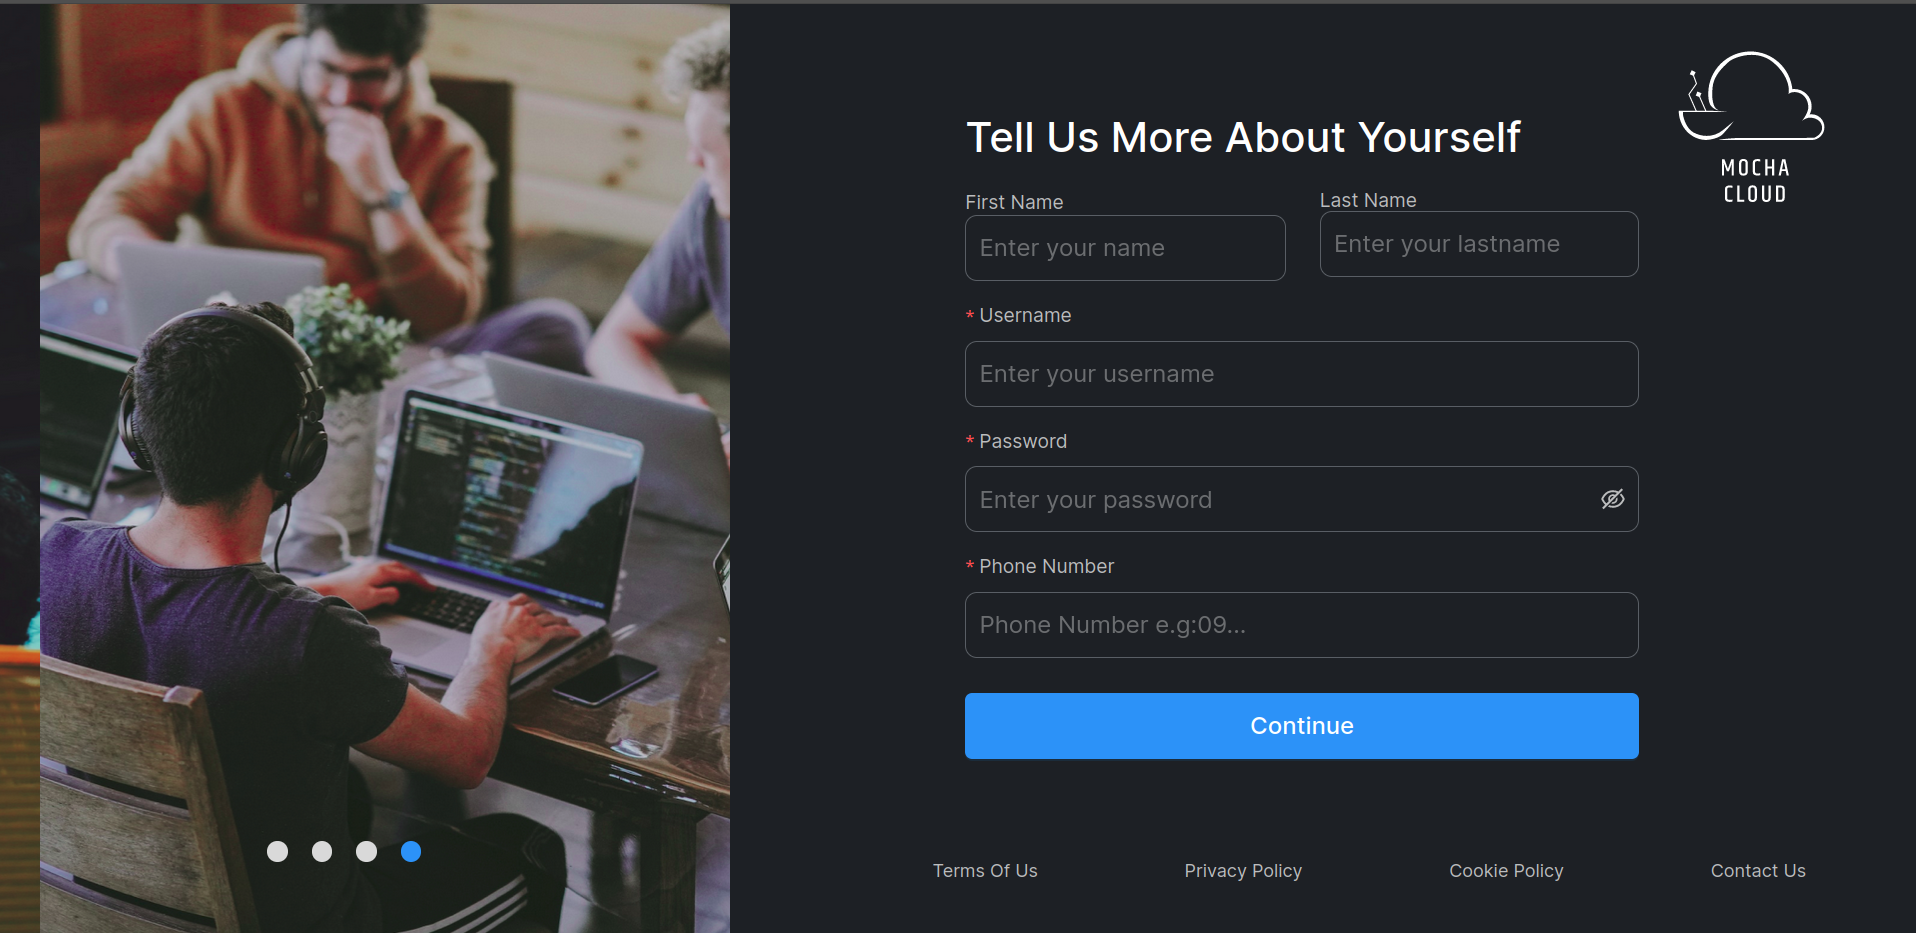 MOCHA
CLOUD
Tell Us More About Yourself
First Name
Last Name
Enter your name
Enter your lastname
* Username
Enter your username
* Password
Enter your password
* Phone Number
Phone Number e.g:09...
Continue
Terms Of Us
Privacy Policy
Cookie Policy
Contact Us